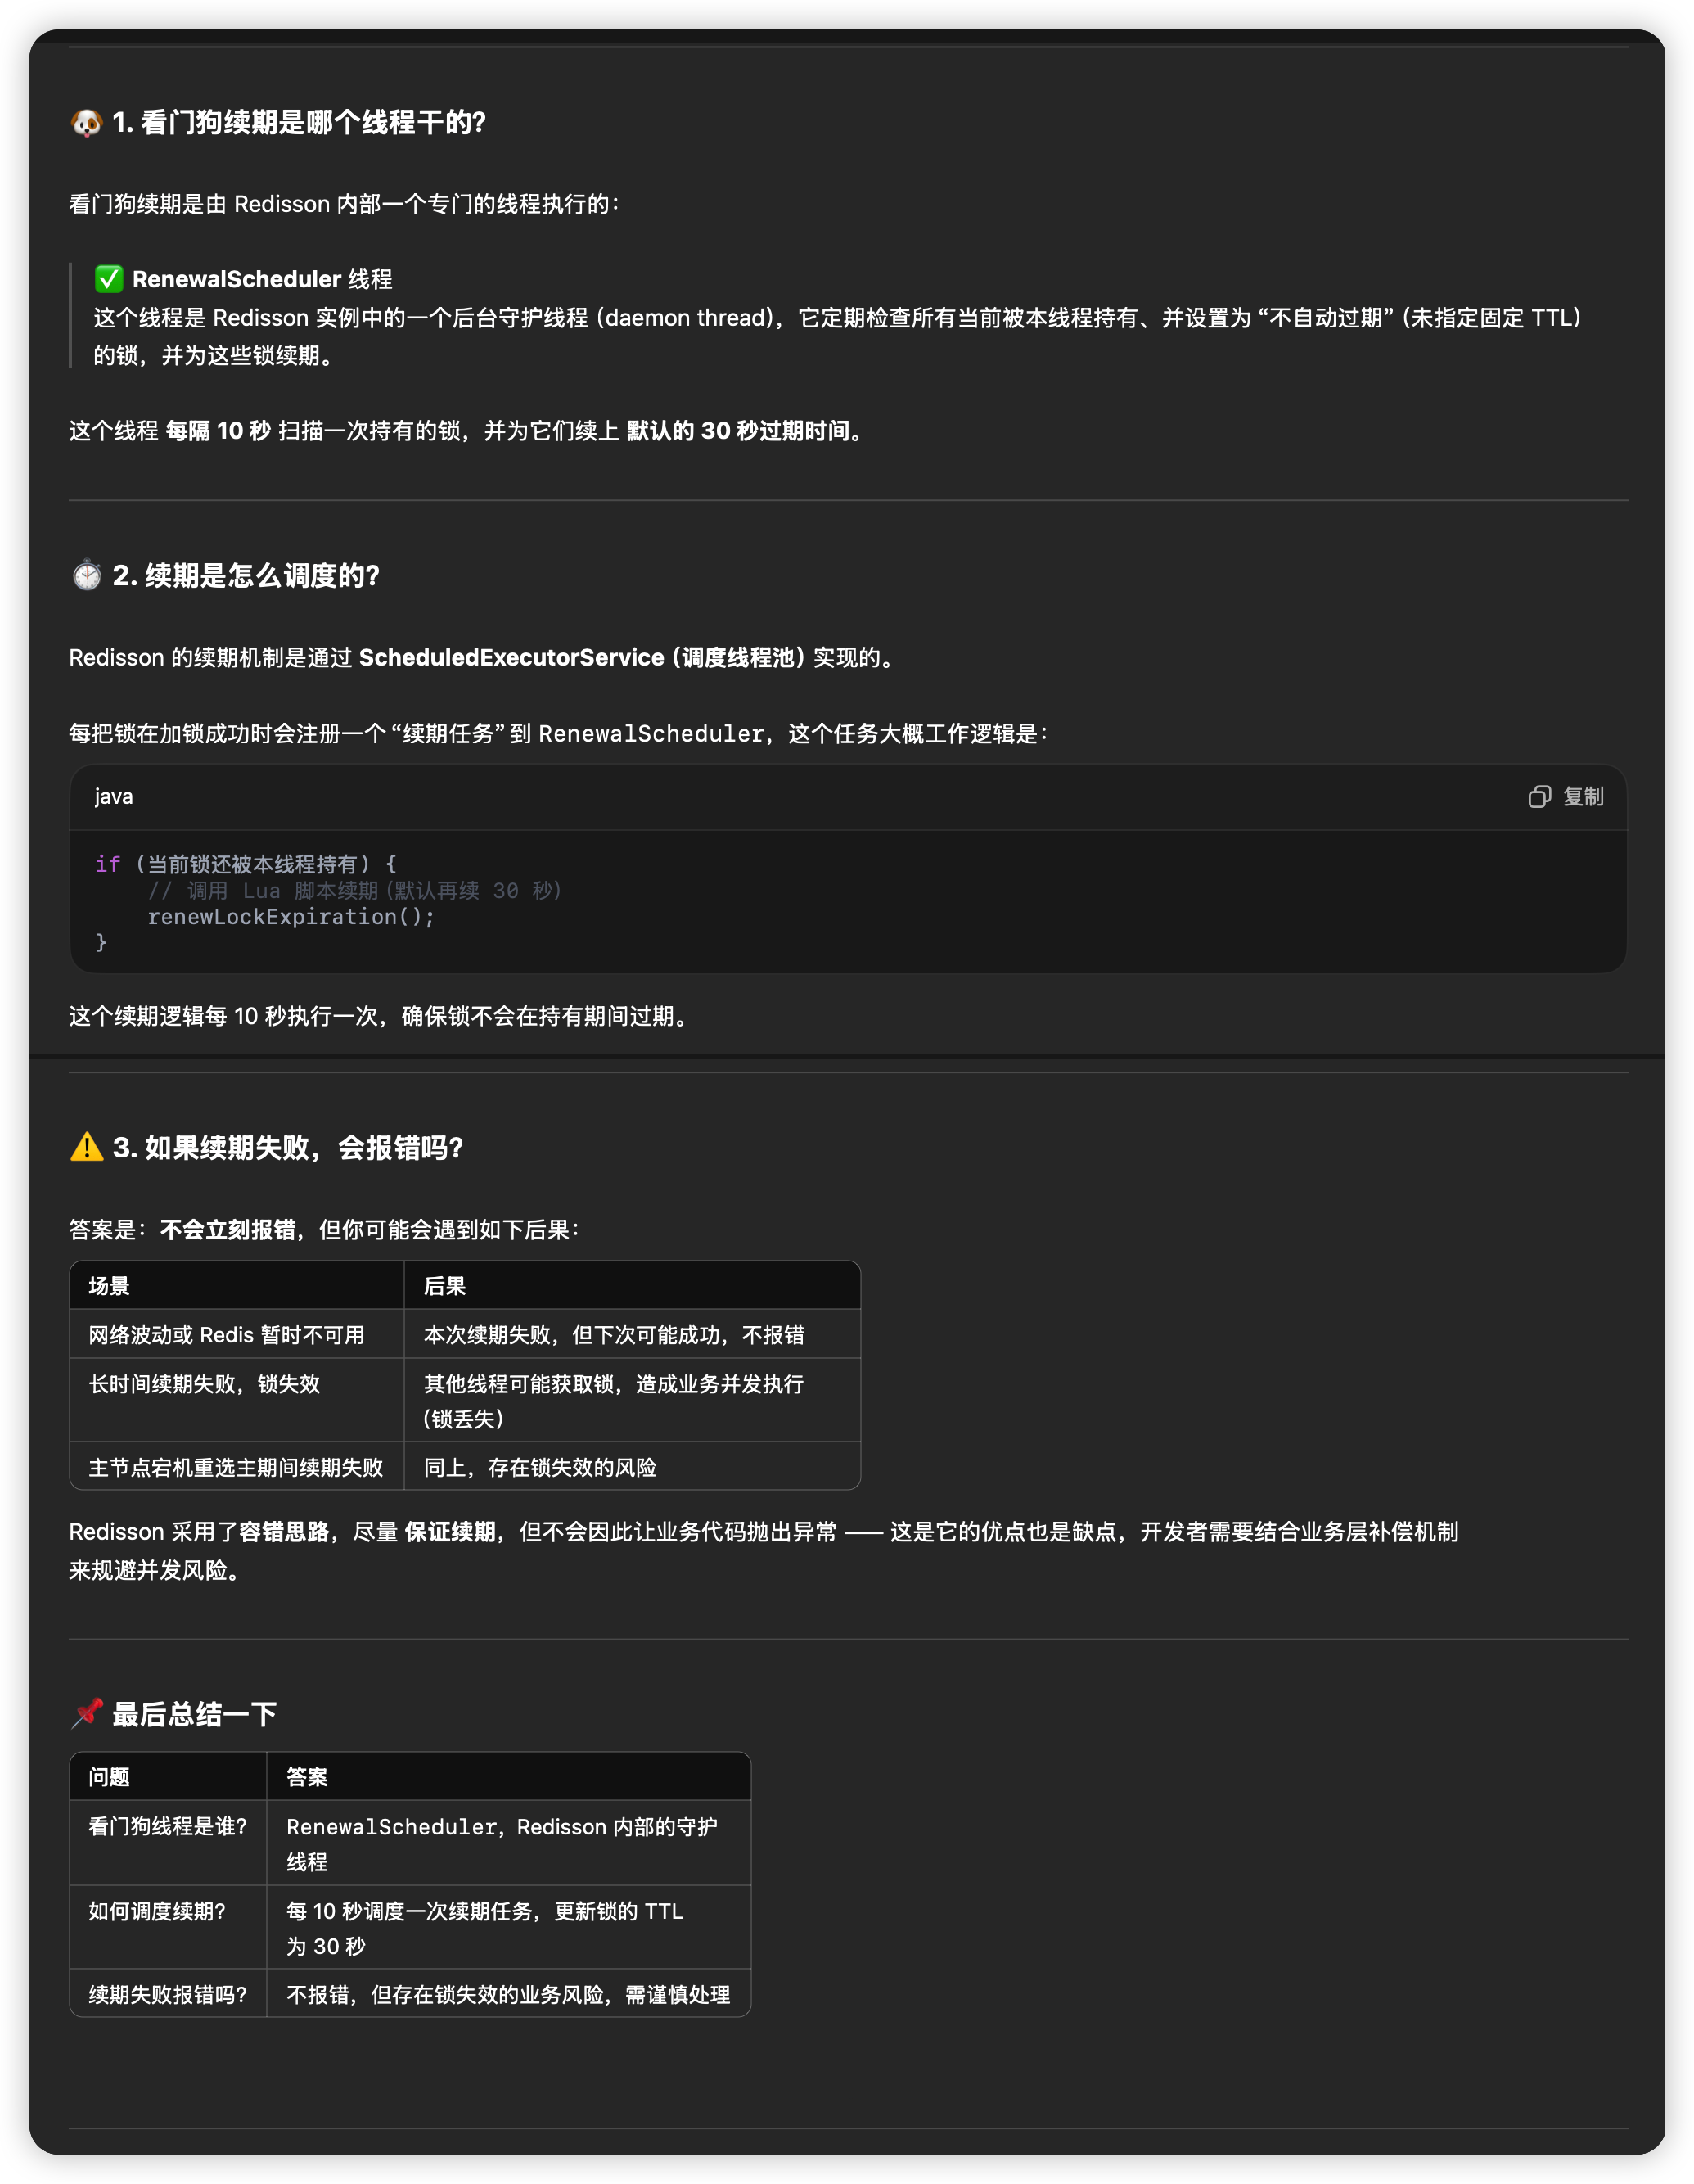 🐶 1. 看门狗续期是哪个线程干的?
看门狗续期是由 Redisson 内部一个专门的线程执行的：
✅ RenewalScheduler 线程
这个线程是 Redisson 实例中的一个后台守护线程（daemon thread），它定期检查所有当前被本线程持有、并设置为 “不自动过期”（未指定固定 TTL）
的锁，并为这些锁续期。
这个线程 每隔 10 秒 扫描一次持有的锁，并为它们续上 默认的 30 秒过期时间。
⏱️ 2. 续期是怎么调度的?
Redisson 的续期机制是通过 ScheduledExecutorService（调度线程池）实现的。
每把锁在加锁成功时会注册一个 “续期任务” 到 RenewalScheduler，这个任务大概工作逻辑是：
java
复制
if (当前锁还被本线程持有) {
    // 调用 Lua 脚本续期（默认再续 30 秒）
    renewLockExpiration();
}
这个续期逻辑每 10 秒执行一次，确保锁不会在持有期间过期。
⚠️ 3. 如果续期失败，会报错吗?
答案是：不会立刻报错，但你可能会遇到如下后果：
场景 后果
网络波动或 Redis 暂时不可用 本次续期失败，但下次可能成功，不报错
长时间续期失败，锁失效 其他线程可能获取锁，造成业务并发执行
（锁丢失）
主节点宕机重选主期间续期失败 同上，存在锁失效的风险
Redisson 采用了容错思路，尽量 保证续期，但不会因此让业务代码抛出异常 —— 这是它的优点也是缺点，开发者需要结合业务层补偿机制
来规避并发风险。
📌 最后总结一下
问题 答案
看门狗线程是谁? RenewalScheduler，Redisson 内部的守护
线程
如何调度续期? 每 10 秒调度一次续期任务，更新锁的 TTL
为 30 秒
续期失败报错吗? 不报错，但存在锁失效的业务风险，需谨慎处理